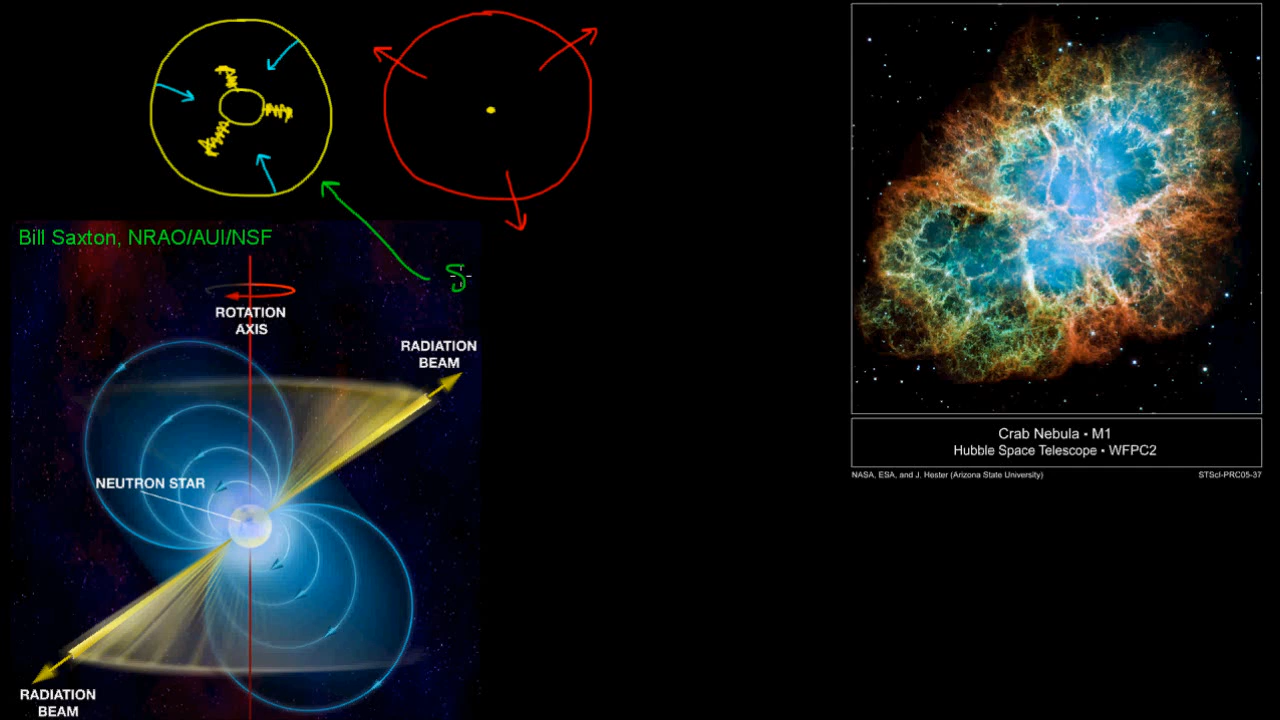 Bill Saxton, NRAO/AUI/NSF
S
ROTATION
AXIS
RADIATION
BEAM
NEUTRON STAR
RADIATION
BEAM
Crab Nebula • M1
Hubble Space Telescope • WFPC2
NASA, ESA, and J. Hester (Arizona State University)
STScI-PRC05-37